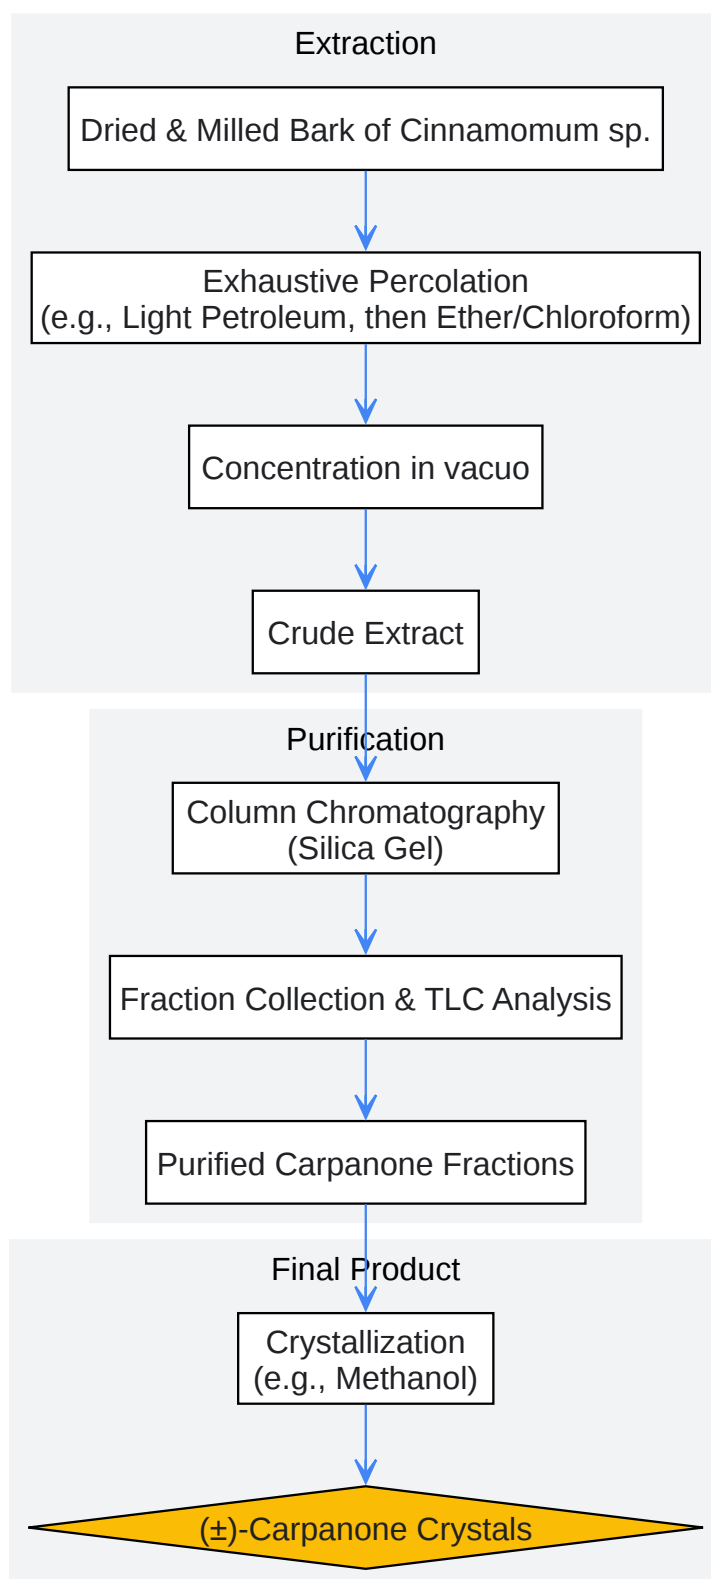 Extraction
Dried & Milled Bark of Cinnamomum sp.
Exhaustive Percolation
(e.g., Light Petroleum, then Ether/Chloroform)
Concentration in vacuo
Crude Extract
Purification
Column Chromatography
(Silica Gel)
Fraction Collection & TLC Analysis
Purified Carpanone Fractions
Final Product
Crystallization
(e.g., Methanol)
(±)-Carpanone Crystals